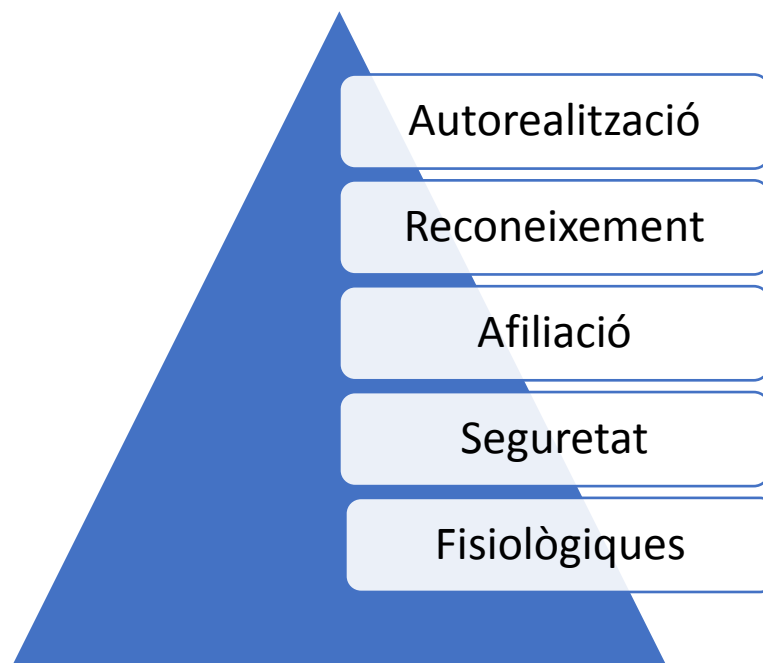 Autorealització
Reconeixement
Afiliació
Seguretat
Fisiològiques